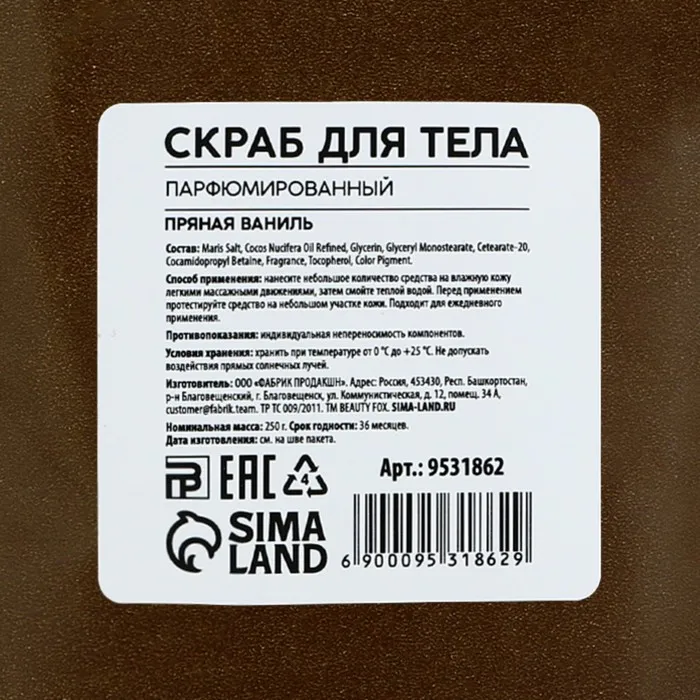 СКРАБ ДЛЯ ТЕЛА
ПАРФЮМИРОВАННЫЙ
ПРЯНАЯ ВАНИЛЬ
Состав: Maris Salt, Cocos Nucifera Oil Refined, Glycerin, Glyceryl Monostearate, Cetearate-20,
Cocamidopropyl Betaine, Fragrance, Tocopherol, Color Pigment.
Способ применения: нанесите небольшое количество средства на влажную кожу
легкими массажными движениями, затем смойте теплой водой. Перед применением
протестируйте средство на небольшом участке кожи. Подходит для ежедневного
применения.
Противопоказания: индивидуальная непереносимость компонентов.
Условия хранения: хранить при температуре от 0 °C до +25 °C. Не допускать
воздействия прямых солнечных лучей.
Изготовитель: ООО «ФАБРИК ПРОДАКШН». Адрес: Россия, 453430, Респ. Башкортостан,
р-н Благовещенский, г. Благовещенск, ул. Коммунистическая, д. 12, помещ. 34 А,
customer@fabrik.team. ТР ТС 009/2011. TM BEAUTY FOX. SIMA-LAND.RU
Номинальная масса: 250 г. Срок годности: 36 месяцев.
Дата изготовления: см. на шве пакета.
EAC 4 Арт.: 9531862
SIMA
LAND
6 900095 318629